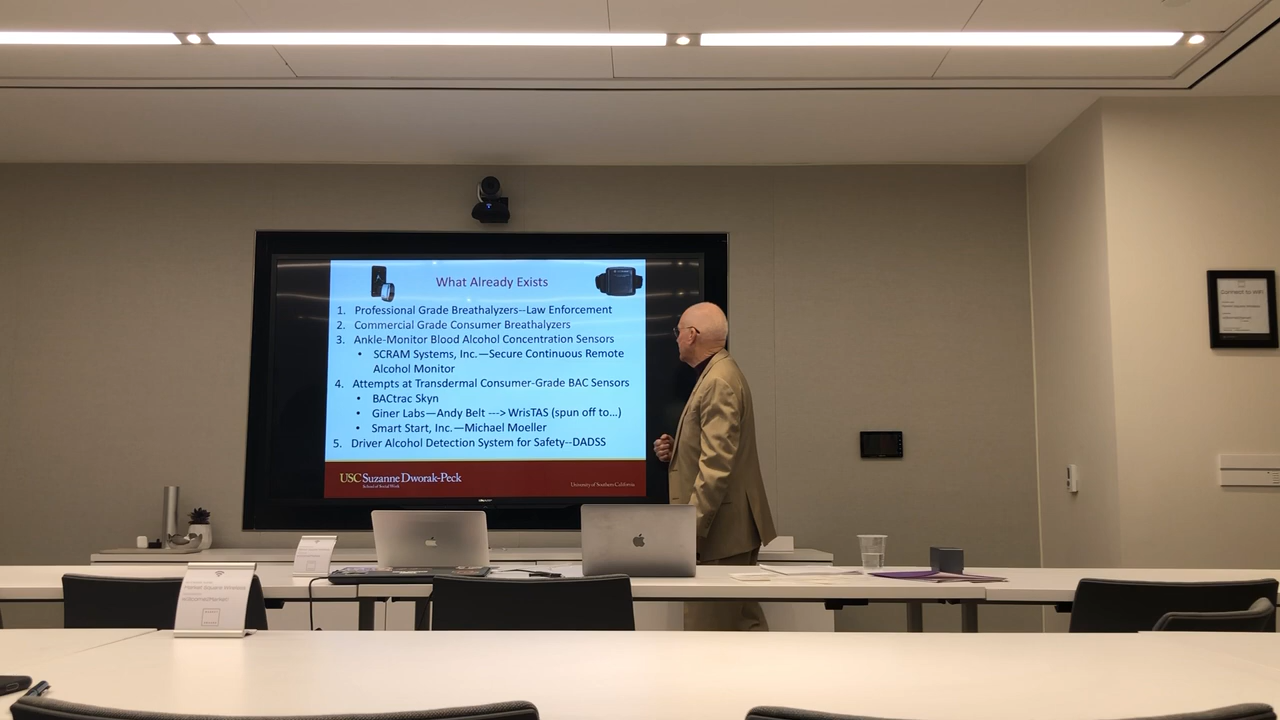 What Already Exists
1. Professional Grade Breathalyzers--Law Enforcement
2. Commercial Grade Consumer Breathalyzers
3. Ankle-Monitor Blood Alcohol Concentration Sensors
• SCRAM Systems, Inc.—Secure Continuous Remote
Alcohol Monitor
4. Attempts at Transdermal Consumer-Grade BAC Sensors
• BACtrac Skyn
• Giner Labs—Andy Belt ---> WrisTAS (spun off to…)
• Smart Start, Inc.—Michael Moeller
5. Driver Alcohol Detection System for Safety--DADSS
USC Suzanne Dworak-Peck
School of Social Work
University of Southern California
Connect to WiFi